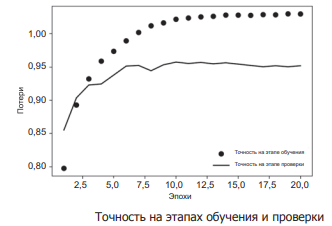 1,00
0,90
Потери
0,85
0,80
Точность на этапе обучения
Точность на этапе проверки
2,5 5,0 7,5 10,0 12,5 15,0 17,5 20,0
Эпохи
Точность на этапах обучения и проверки